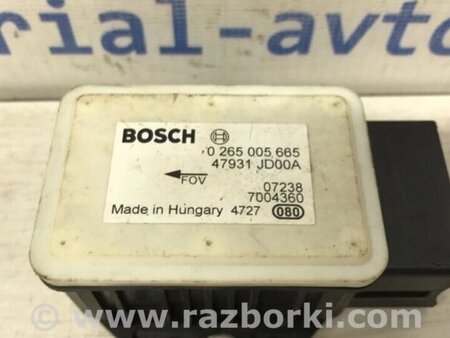 rial-avto
BOSCH
0 265 005 665
47931 JD00A
FOV
07238
7004360
Made in Hungary 4727 080
www.razborki.com